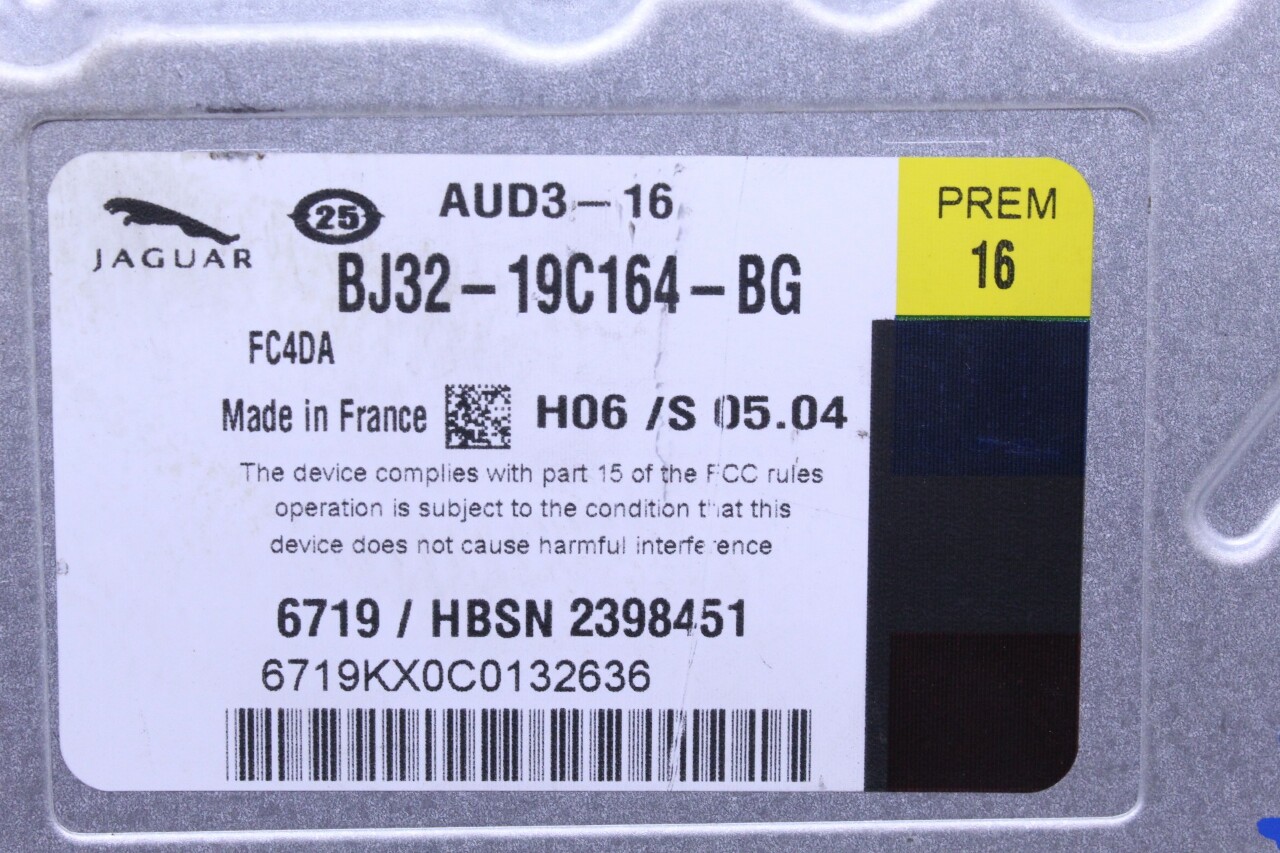 JAGUAR
25
AUD3 - 16
PREM
16
BJ32 - 19C164 - BG
FC4DA
Made in France
H06 /S 05.04
The device complies with part 15 of the FCC rules
operation is subject to the condition that this
device does not cause harmful interference
6719 / HBSN 2398451
6719KX0C0132636